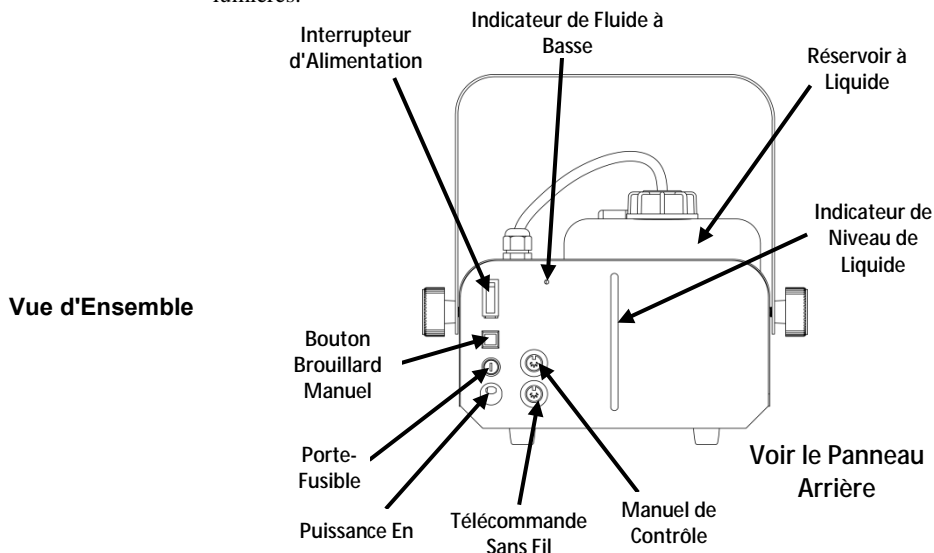 lumières.
Indicateur de Fluide à
Basse
Interrupteur
d'Alimentation
Réservoir à
Liquide
Indicateur de
Niveau de
Liquide
Vue d'Ensemble
Bouton
Brouillard
Manuel
Porte-
Fusible
Puissance En
Télécommande
Sans Fil
Manuel de
Contrôle
Voir le Panneau
Arrière